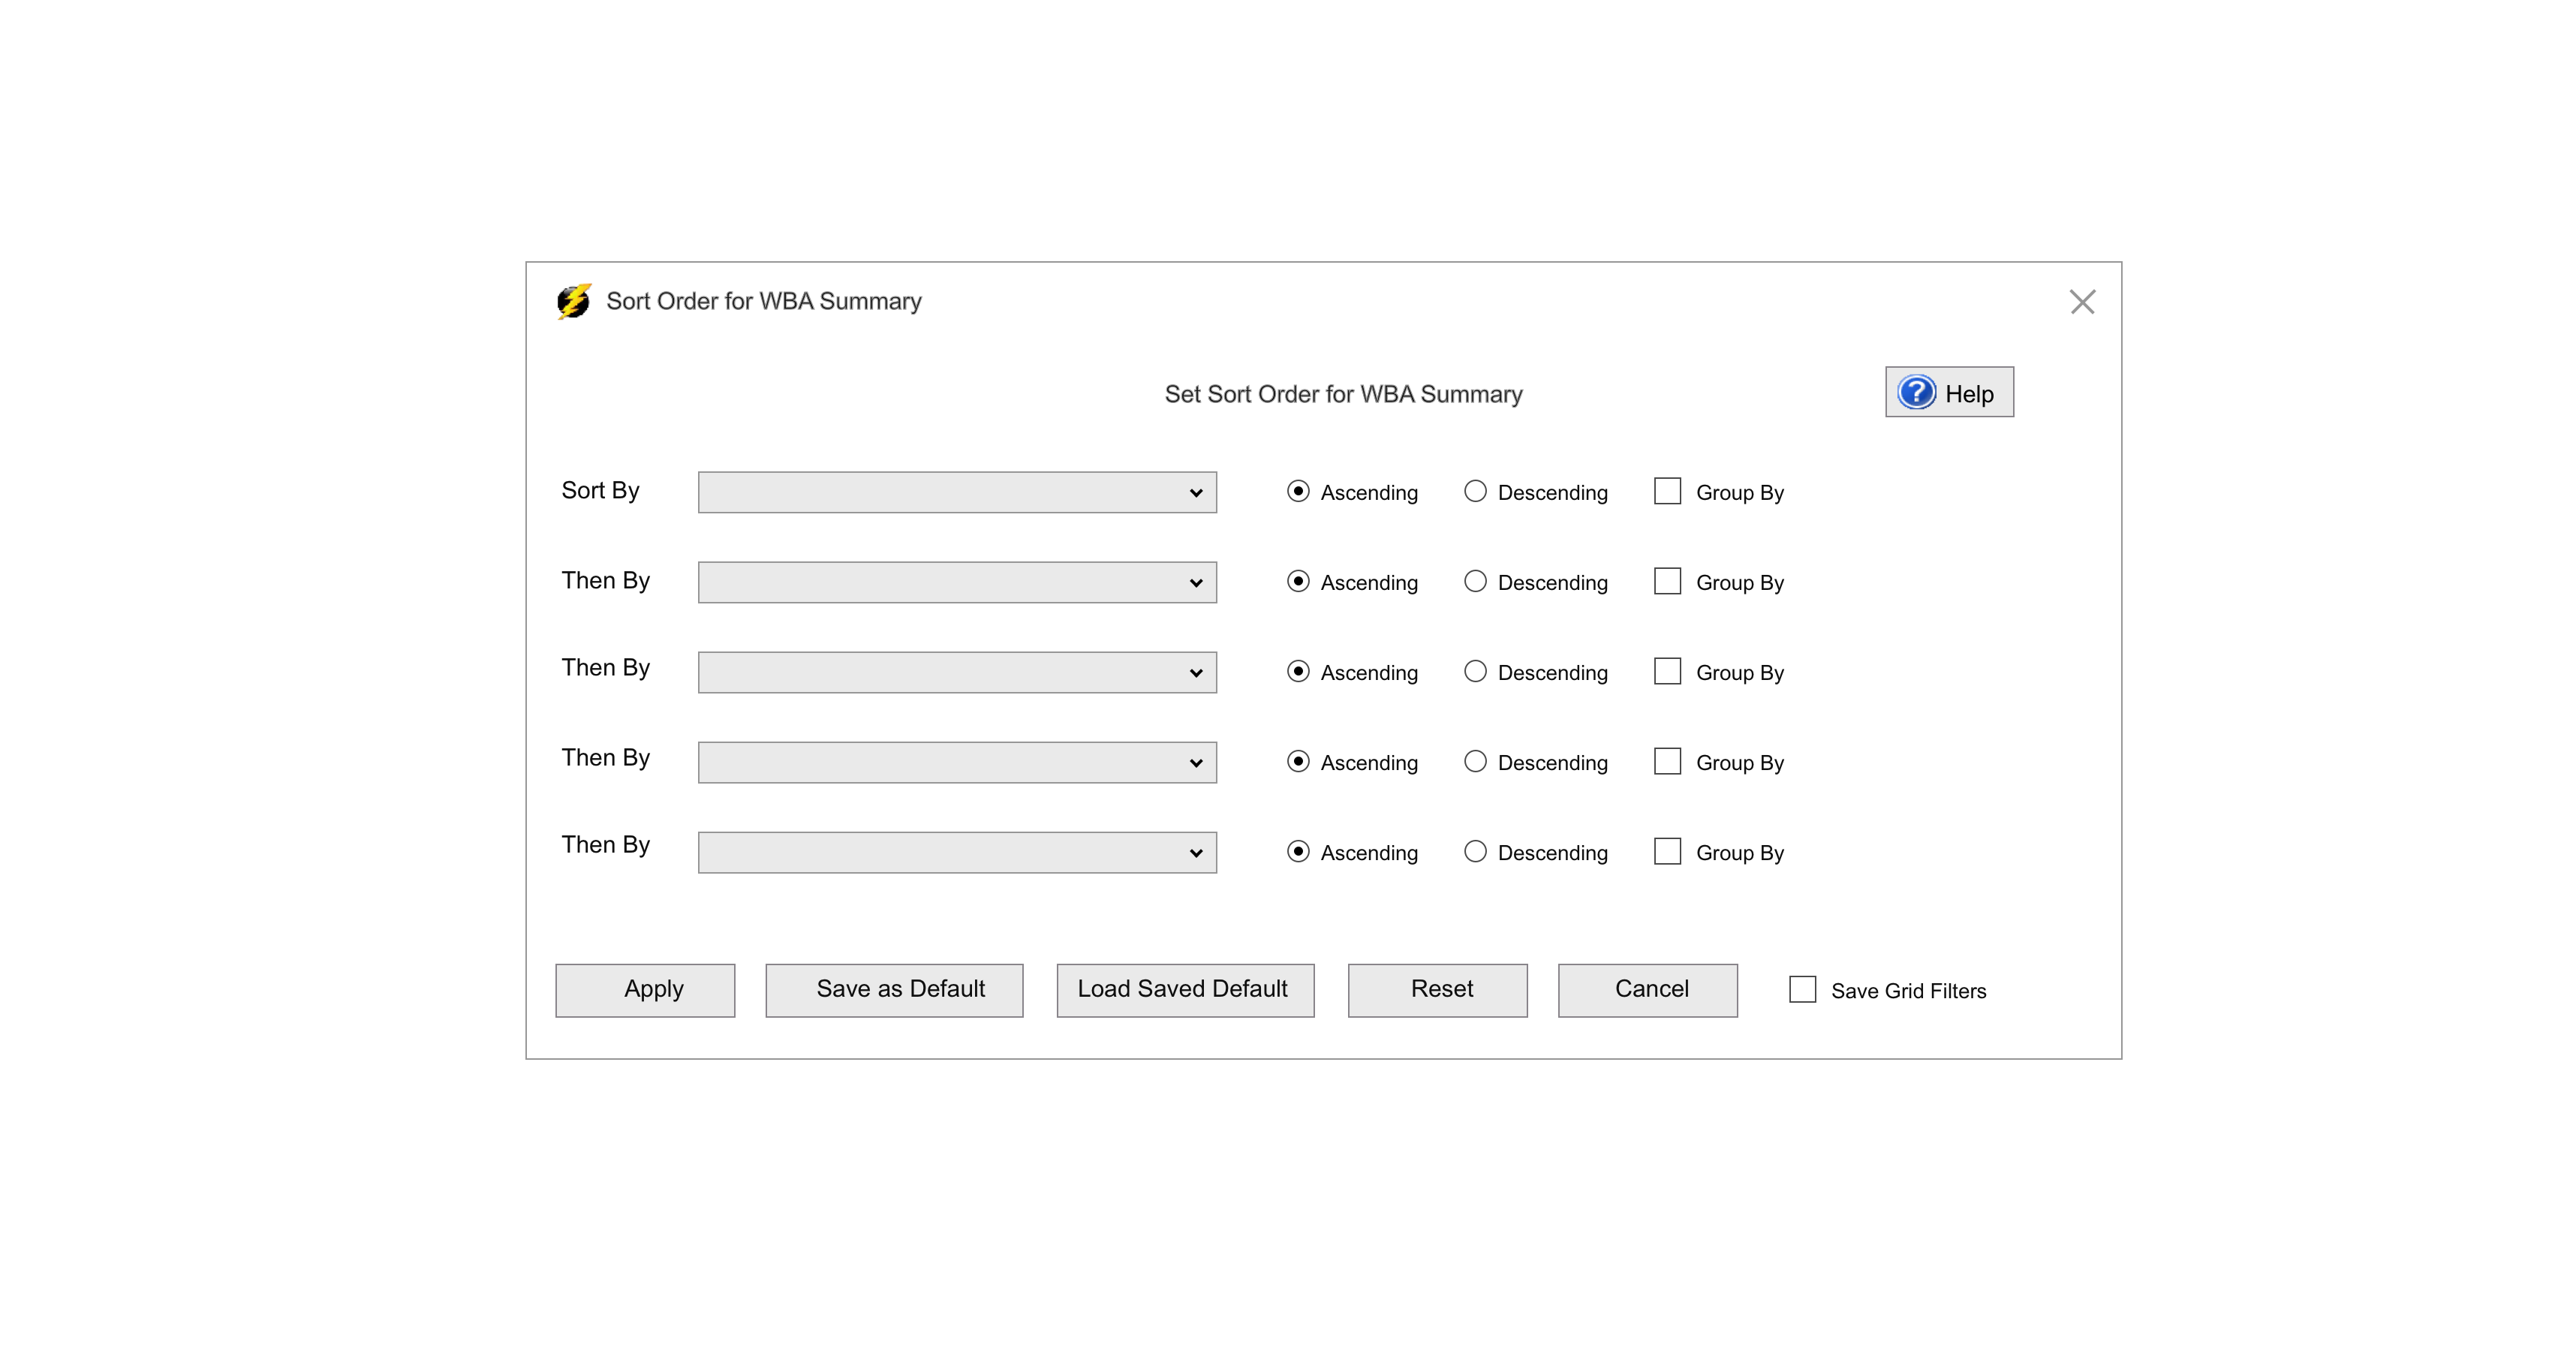 Sort Order for WBA Summary
Set Sort Order for WBA Summary
? Help
Sort By Ascending Descending Group By
Then By Ascending Descending Group By
Then By Ascending Descending Group By
Then By Ascending Descending Group By
Then By Ascending Descending Group By
Apply Save as Default Load Saved Default Reset Cancel Save Grid Filters